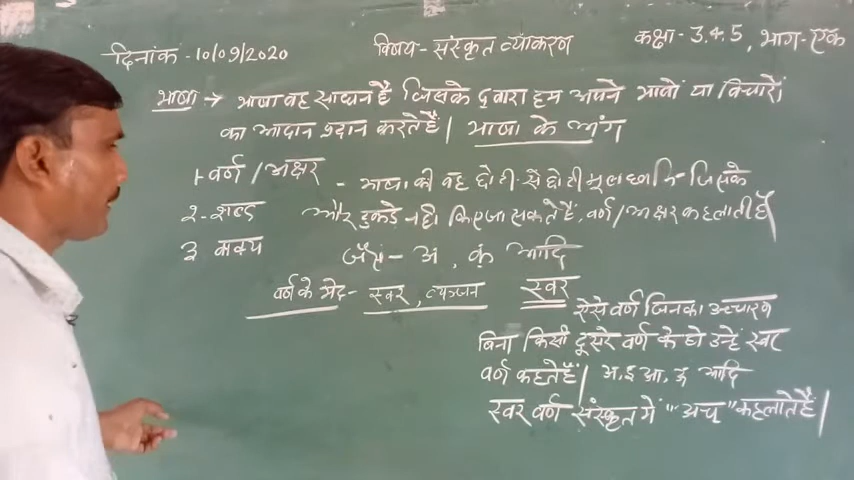 दिनांक - 10/09/2020 विषय - संस्कृत व्याकरण कक्षा - 3.4.5, भाग - एक
भाषा → भाषा वह साधन है जिसके द्वारा हम अपने भावों या विचारों
का आदान प्रदान करते हैं| भाषा के अंग
1 वर्ण / अक्षर - भाषा की वह छोटी-से छोटी मूल ध्वनि - जिसके
2 - शब्द और टुकडे नही किए जा सकते हैं, वर्ण / अक्षर कहलाती हैं|
3 वाक्य जैसे - अं, कं आदि
वर्ण के भेद - स्वर, व्यञ्जन स्वर
ऐसे वर्ण जिनका उच्चारण
बिना किसी दूसरे वर्ण के हो उन्हें स्वर
वर्ण कहते हैं| अ, इ आ, उ आदि
स्वर वर्ण संस्कृत में "अच" कहलाते हैं|